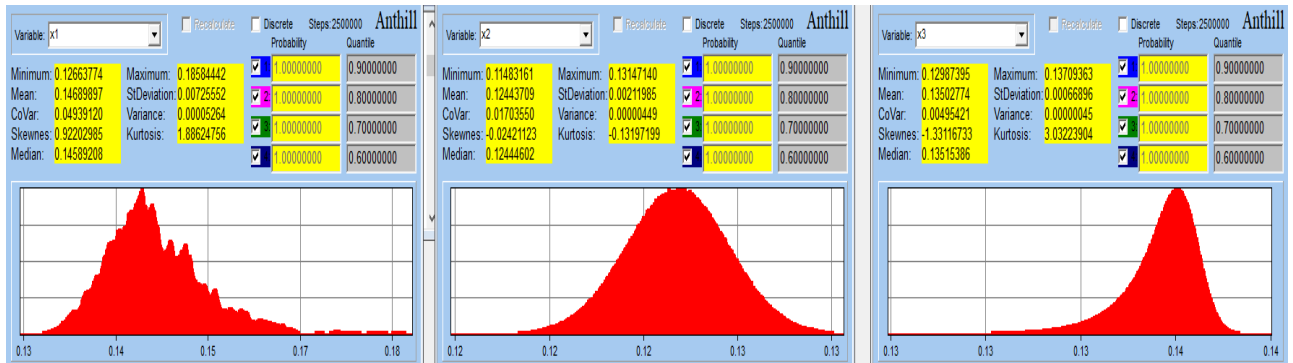 Variable: x1
Recalculate
Discrete Steps:2500000 Anthill
Probability Quantile
Minimum: 0.12663774 Maximum: 0.18584442 1.00000000 0.90000000
Mean: 0.14689897 StDeviation: 0.00725552 2: 1.00000000 0.80000000
CoVar: 0.04939120 Variance: 0.00005264 1.00000000 0.70000000
Skewnes: 0.92202985 Kurtosis: 1.88624756 1.00000000 0.60000000
Median: 0.14589208
0.13 0.14 0.15 0.17 0.18
Variable: x2
Recalculate
Discrete Steps:2500000 Anthill
Probability Quantile
Minimum: 0.11483161 Maximum: 0.13147140 1.00000000 0.90000000
Mean: 0.12443709 StDeviation: 0.00211985 2: 1.00000000 0.80000000
CoVar: 0.01703550 Variance: 0.00000449 1.00000000 0.70000000
Skewnes: -0.02421123 Kurtosis: -0.13197199 1.00000000 0.60000000
Median: 0.12444602
0.12 0.12 0.12 0.13 0.13
Variable: x3
Recalculate
Discrete Steps:2500000 Anthill
Probability Quantile
Minimum: 0.12987395 Maximum: 0.13709363 1.00000000 0.90000000
Mean: 0.13502774 StDeviation: 0.00066896 2: 1.00000000 0.80000000
CoVar: 0.00495421 Variance: 0.00000045 1.00000000 0.70000000
Skewnes: -1.33116733 Kurtosis: 3.03223904 1.00000000 0.60000000
Median: 0.13515386
0.13 0.13 0.13 0.14 0.14